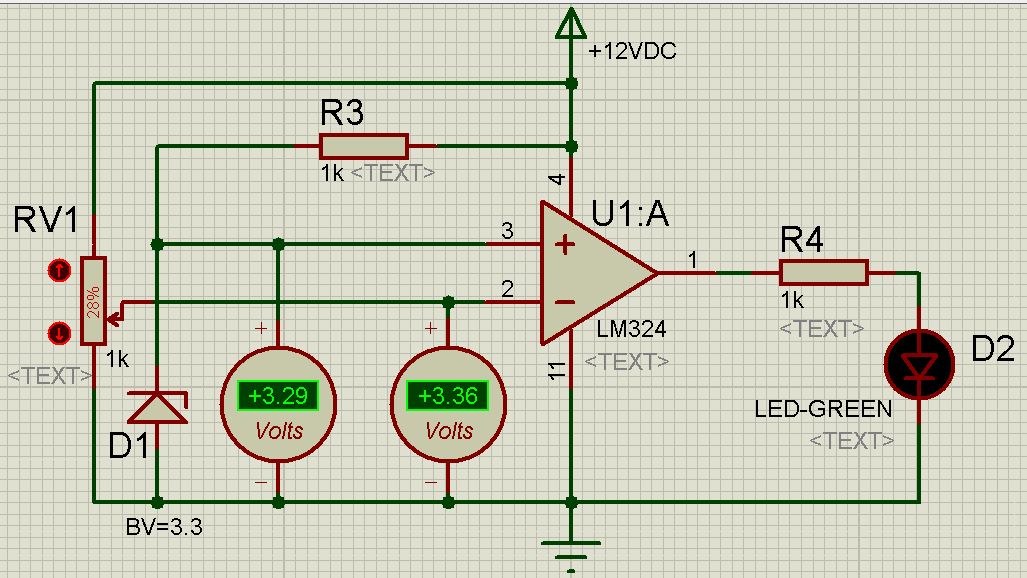 +12VDC
R3
1k <TEXT>
4
U1:A
RV1
3
R4
1
28%
2
1k
<TEXT>
LM324
<TEXT>
11
1k
<TEXT>
D2
+
+
+3.29
Volts
+3.36
Volts
LED-GREEN
<TEXT>
D1
BV=3.3